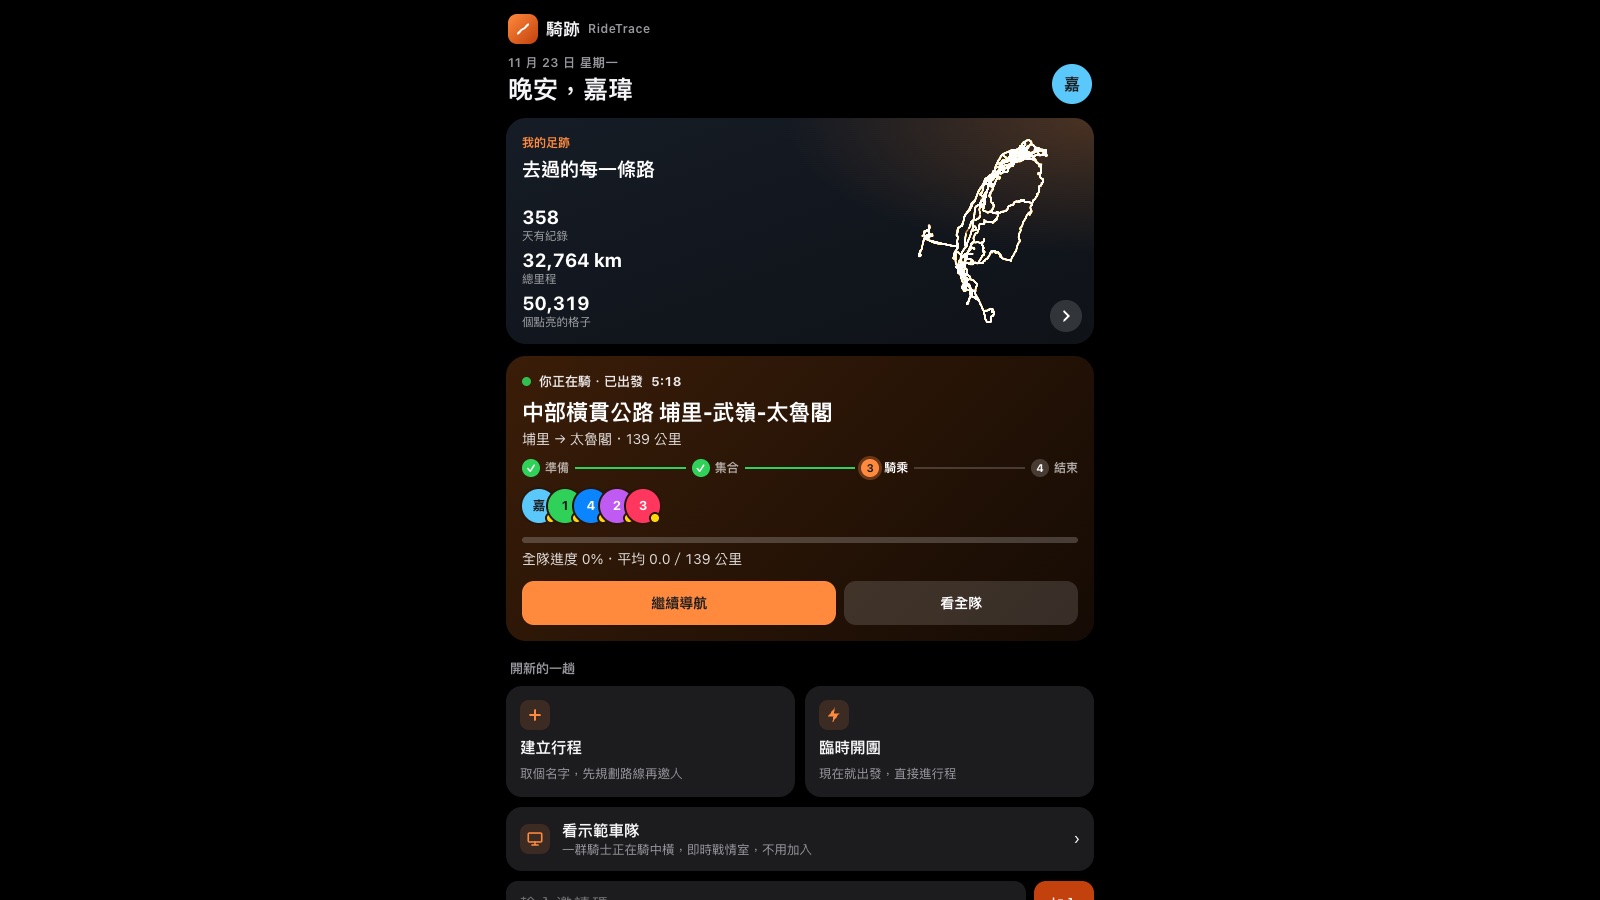 騎跡 RideTrace
11 月 23 日 星期一
晚安，嘉瑋
嘉
我的足跡
去過的每一條路
358
天有紀錄
32,764 km
總里程
50,319
個點亮的格子
你正在騎 · 已出發 5:18
中部橫貫公路 埔里-武嶺-太魯閣
埔里 → 太魯閣 · 139 公里
準備 集合 3 騎乘 4 結束
嘉 1 4 2 3
全隊進度 0% · 平均 0.0 / 139 公里
繼續導航 看全隊
開新的一趟
建立行程
取個名字，先規劃路線再邀人
臨時開團
現在就出發，直接進行程
看示範車隊
一群騎士正在騎中橫，即時戰情室，不用加入